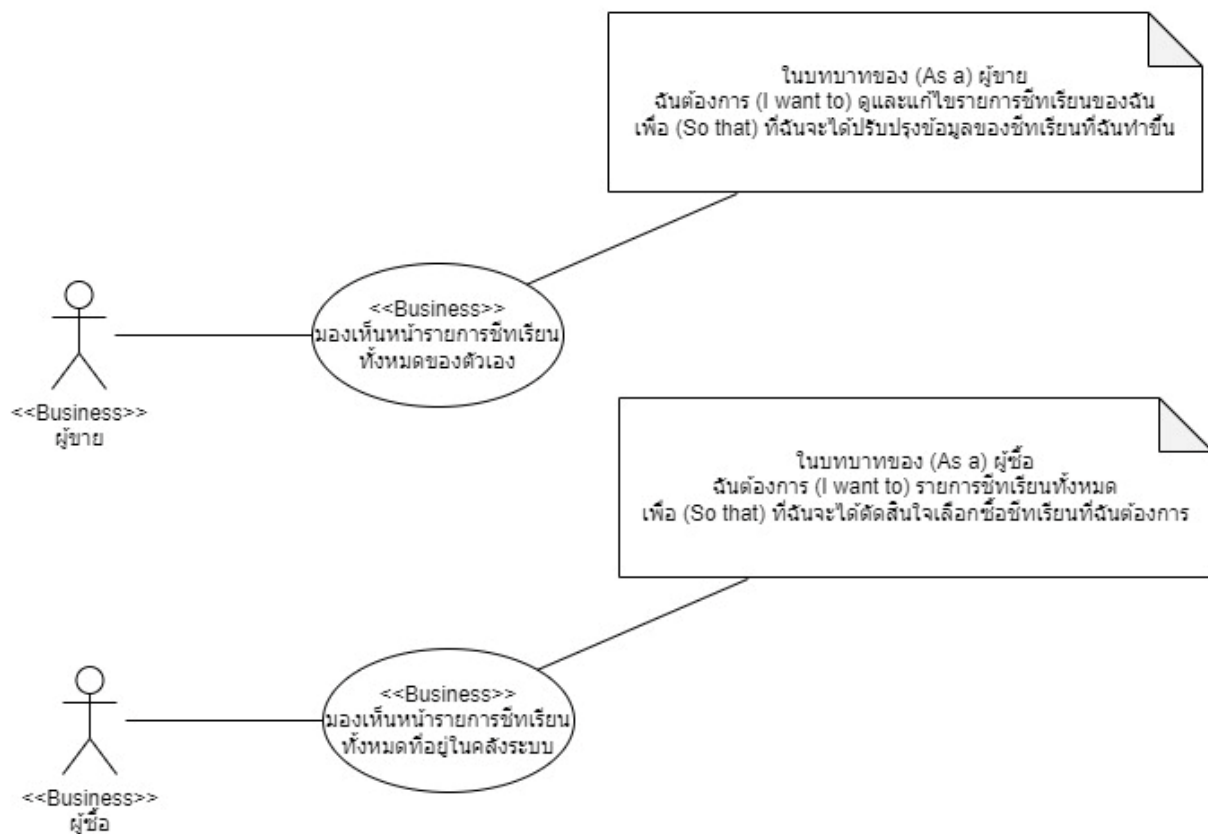 ในบทบาทของ (As a) ผู้ขาย
ฉันต้องการ (I want to) ดูและแก้ไขรายการชีทเรียนของฉัน
เพื่อ (So that) ที่ฉันจะได้ปรับปรุงข้อมูลของชีทเรียนที่ฉันทำขึ้น
<<Business>>
มองเห็นหน้ารายการชีทเรียน
ทั้งหมดของตัวเอง
<<Business>>
ผู้ขาย
ในบทบาทของ (As a) ผู้ซื้อ
ฉันต้องการ (I want to) รายการชีทเรียนทั้งหมด
เพื่อ (So that) ที่ฉันจะได้ตัดสินใจเลือกซื้อชีทเรียนที่ฉันต้องการ
<<Business>>
มองเห็นหน้ารายการชีทเรียน
ทั้งหมดที่อยู่ในคลังระบบ
<<Business>>
ผู้ซื้อ